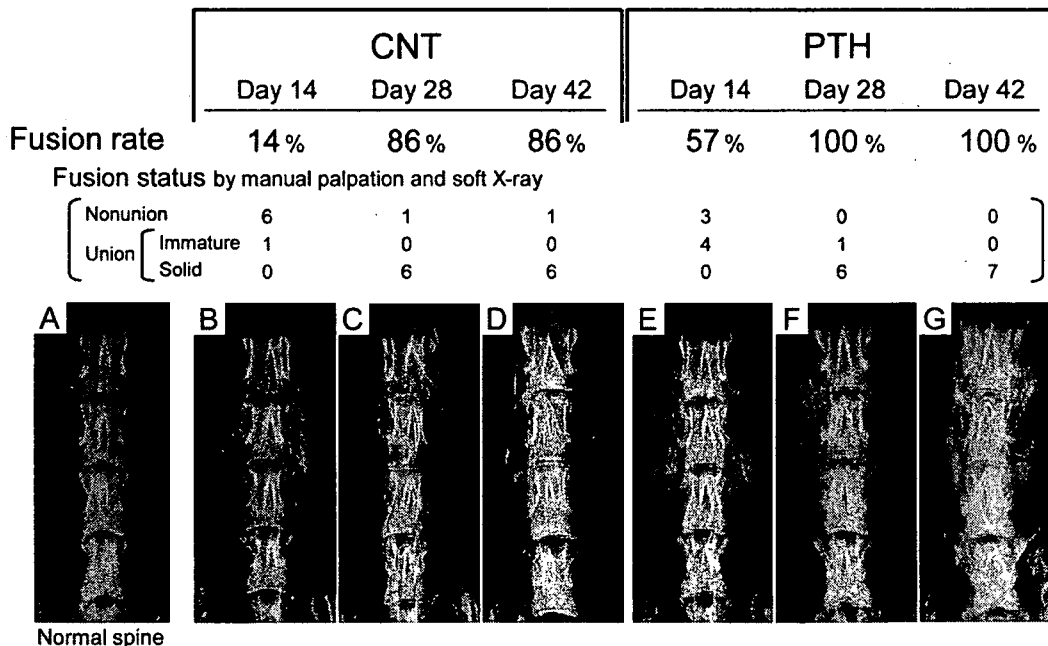 CNT PTH
Day 14 Day 28 Day 42 Day 14 Day 28 Day 42
Fusion rate 14 % 86 % 86 % 57 % 100 % 100 %
Fusion status by manual palpation and soft X-ray
Nonunion 6 1 1 3 0 0
Union Immature 1 0 0 4 1 0
Solid 0 6 6 0 6 7
A B C D E F G
Normal spine